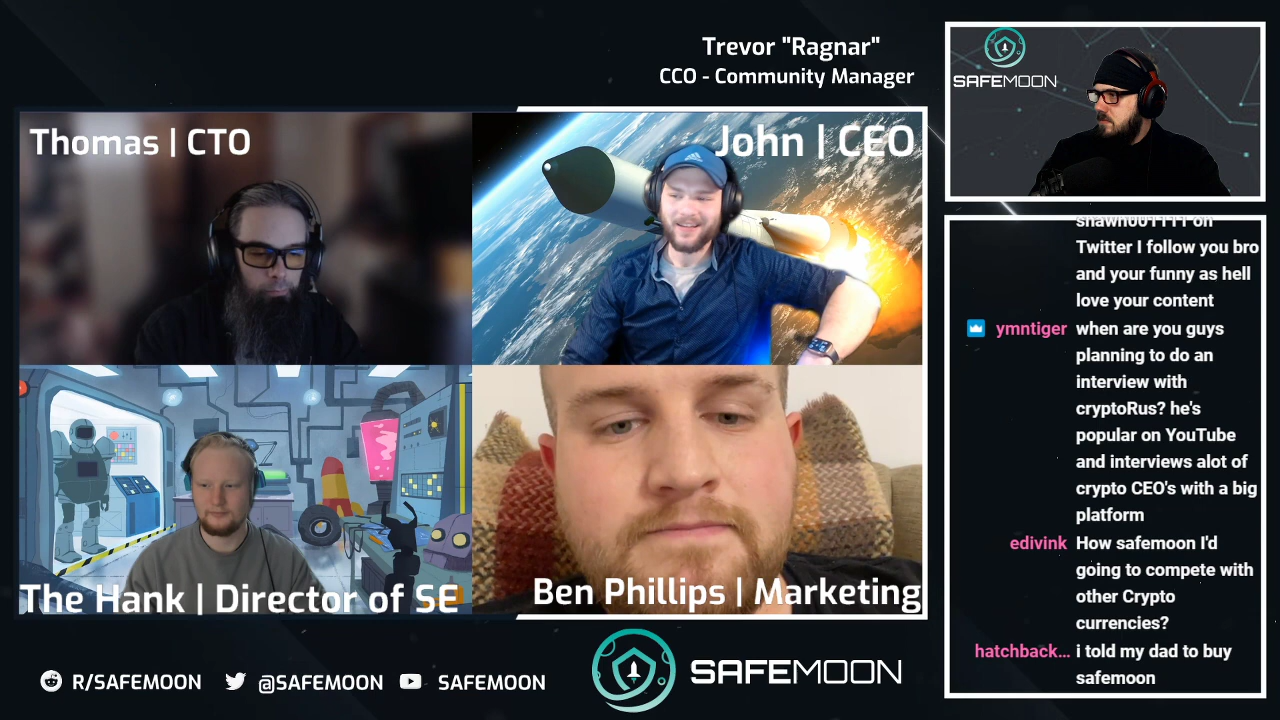 Trevor "Ragnar"
CCO - Community Manager
SAFEMOON
Thomas | CTO
John | CEO
The Hank | Director of SE
Ben Phillips | Marketing
shawn001111 on
Twitter I follow you bro
and your funny as hell
love your content
ymntiger when are you guys
planning to do an
interview with
cryptoRus? he's
popular on YouTube
and interviews alot of
crypto CEO's with a big
platform
edivink How safemoon I'd
going to compete with
other Crypto
currencies?
hatchback... i told my dad to buy
safemoon
R/SAFEMOON
@SAFEMOON
SAFEMOON
SAFEMOON